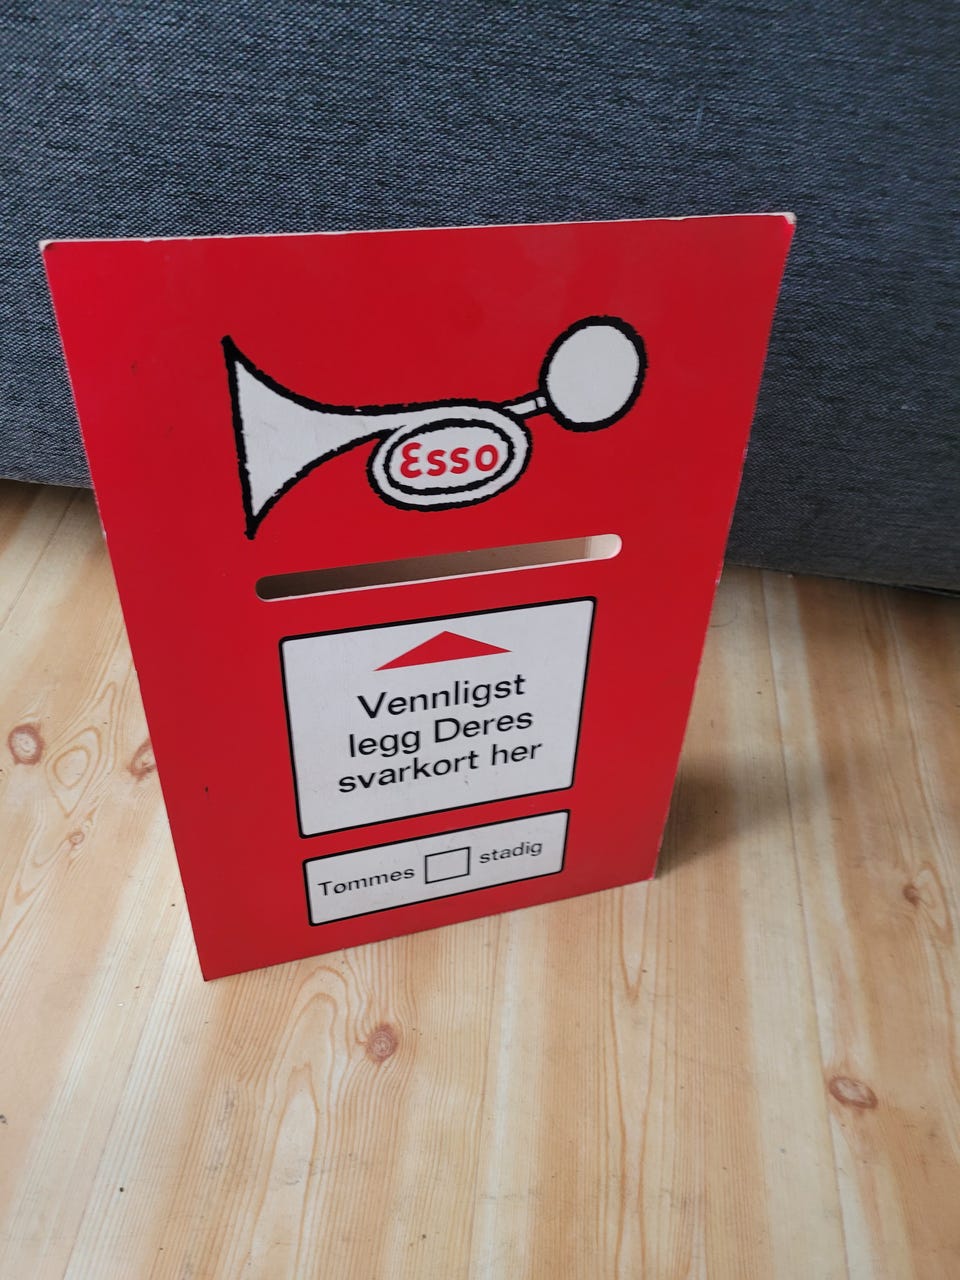 Esso
Vennligst
legg Deres
svarkort her
Tømmes stadig